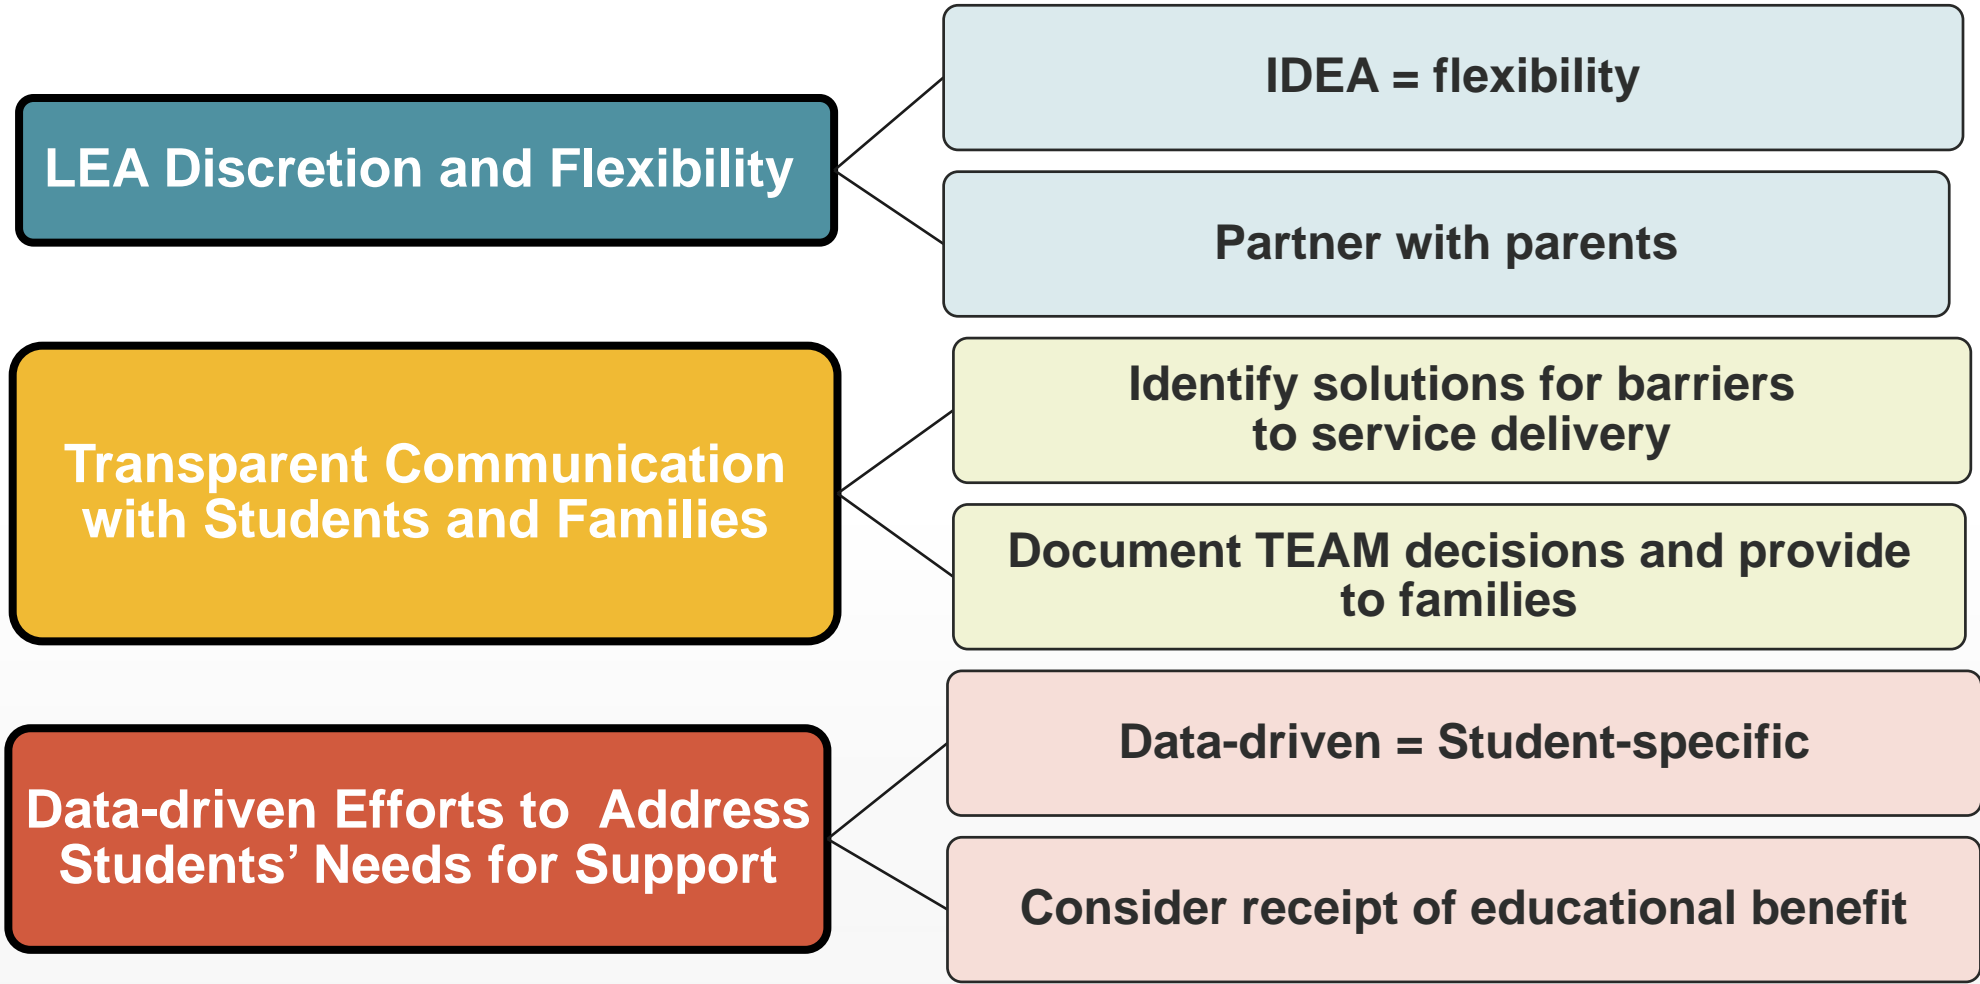 LEA Discretion and Flexibility
IDEA = flexibility
Partner with parents
Transparent Communication
with Students and Families
Identify solutions for barriers
to service delivery
Document TEAM decisions and provide
to families
Data-driven Efforts to  Address
Students’ Needs for Support
Data-driven = Student-specific
Consider receipt of educational benefit